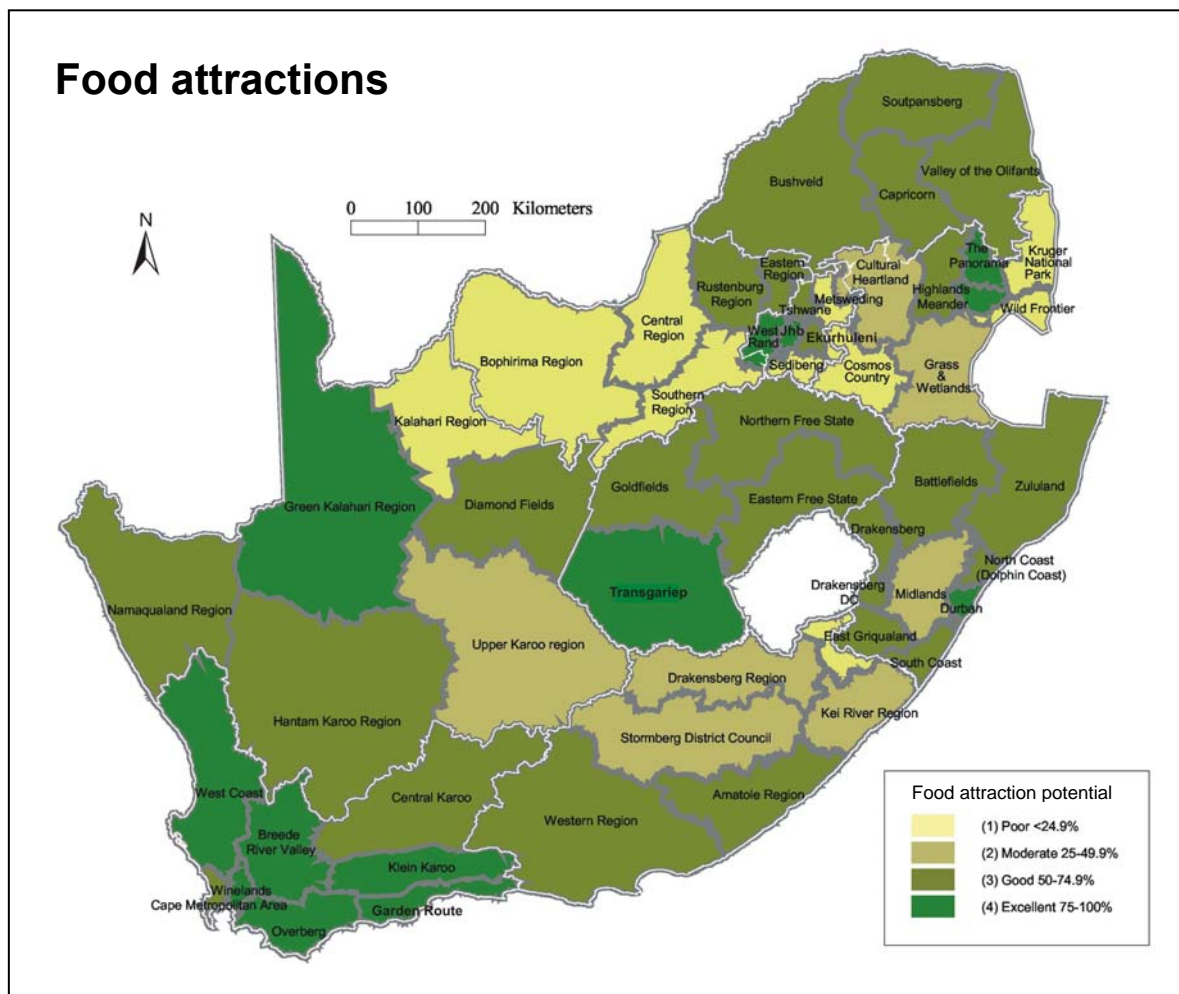 Food attractions
N
0 100 200 Kilometers
Soutpansberg
Bushveld
Valley of the Olifants
Capricorn
Kruger
National
Park
The
Panorama
Eastern
Region
Cultural
Heartland
Rustenburg
Region
Highlands
Meander
Tshwane
Metsweding
Wild Frontier
Central
Region
West
Rand
Jhb
Ekurhuleni
Bophirima Region
Sedibeng
Cosmos
Country
Grass
&
Wetlands
Southern
Region
Kalahari Region
Northern Free State
Goldfields
Battlefields
Zululand
Eastern Free State
Diamond Fields
Green Kalahari Region
Drakensberg
North Coast
(Dolphin Coast)
Drakensberg
DC
Transgariep
Midlands
Durban
Namaqualand Region
East Griqualand
Upper Karoo region
South Coast
Drakensberg Region
Kei River Region
Hantam Karoo Region
Stormberg District Council
West Coast
Central Karoo
Amatole Region
Western Region
Breede
River Valley
Klein Karoo
Winelands
Cape Metropolitan Area
Garden Route
Overberg
Food attraction potential
(1) Poor <24.9%
(2) Moderate 25-49.9%
(3) Good 50-74.9%
(4) Excellent 75-100%